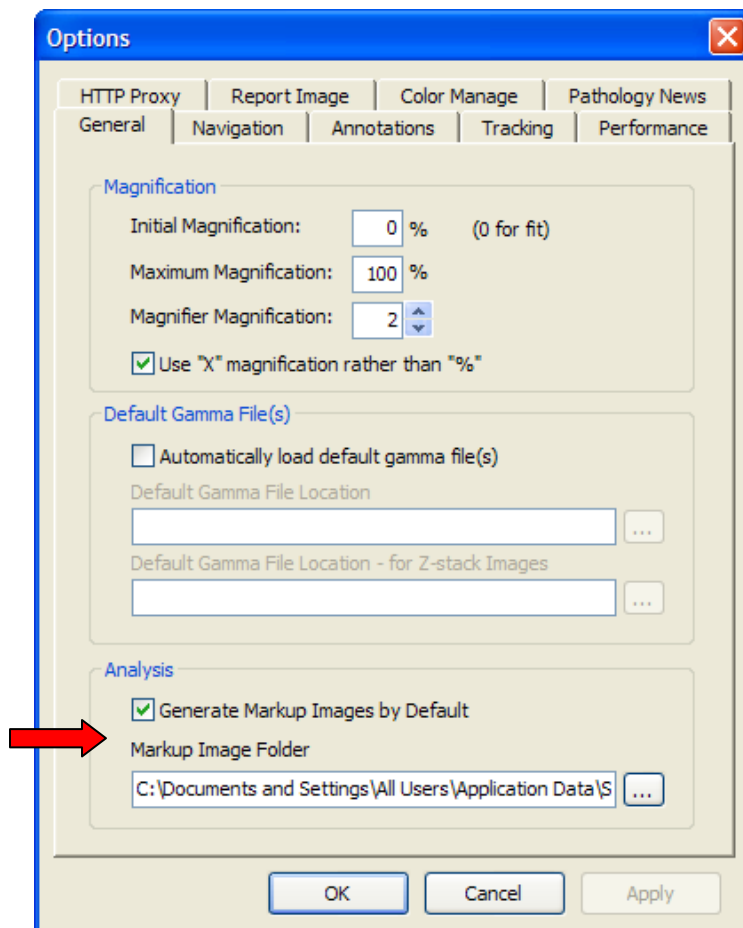 Options
HTTP Proxy Report Image Color Manage Pathology News
General Navigation Annotations Tracking Performance
Magnification
Initial Magnification: 0 % (0 for fit)
Maximum Magnification: 100 %
Magnifier Magnification: 2
Use "X" magnification rather than "%"
Default Gamma File(s)
Automatically load default gamma file(s)
Default Gamma File Location
...
Default Gamma File Location - for Z-stack Images
...
Analysis
Generate Markup Images by Default
Markup Image Folder
C:\Documents and Settings\All Users\Application Data\S ...
OK Cancel Apply